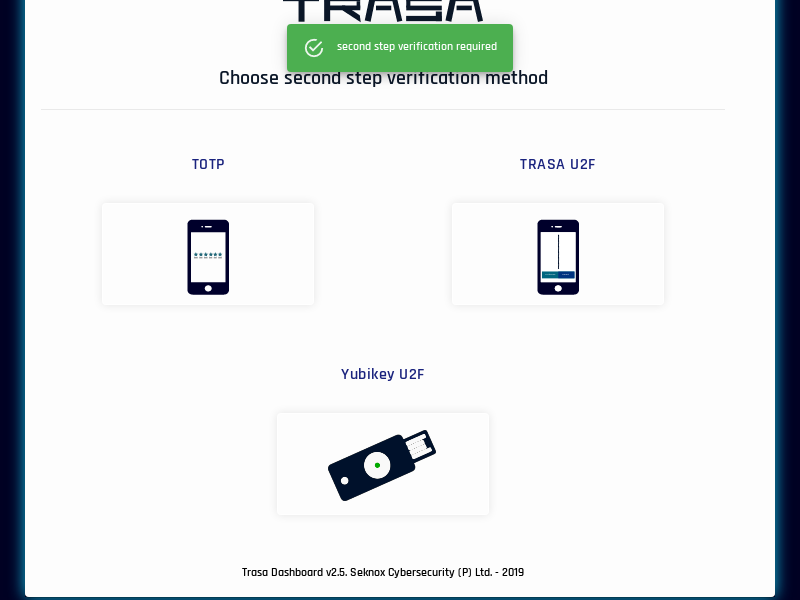 TRASA
second step verification required
Choose second step verification method
TOTP
TRASA U2F
Yubikey U2F
Trasa Dashboard v2.5. Seknox Cybersecurity (P) Ltd. - 2019